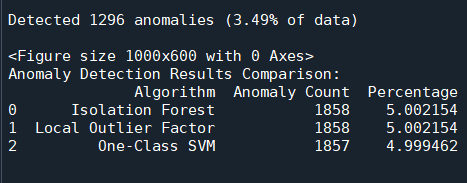 Detected 1296 anomalies (3.49% of data)
<Figure size 1000x600 with 0 Axes>
Anomaly Detection Results Comparison:
Algorithm Anomaly Count Percentage
0 Isolation Forest 1858 5.002154
1 Local Outlier Factor 1858 5.002154
2 One-Class SVM 1857 4.999462